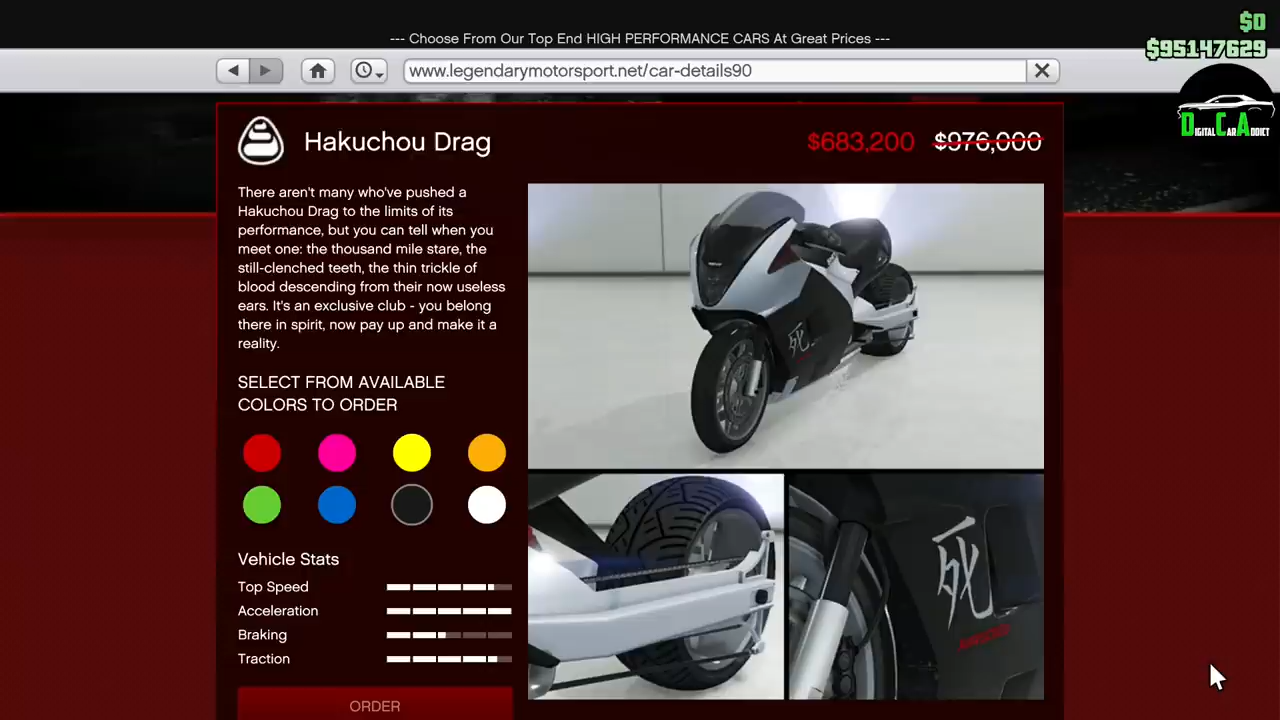 $0
--- Choose From Our Top End HIGH PERFORMANCE CARS At Great Prices ---
$95147629
www.legendarymotorsport.net/car-details90
DIGITAL CAR ADDICT
Hakuchou Drag
$683,200 $976,000
There aren't many who've pushed a
Hakuchou Drag to the limits of its
performance, but you can tell when you
meet one: the thousand mile stare, the
still-clenched teeth, the thin trickle of
blood descending from their now useless
ears. It's an exclusive club - you belong
there in spirit, now pay up and make it a
reality.
SELECT FROM AVAILABLE
COLORS TO ORDER
Vehicle Stats
Top Speed
Acceleration
Braking
Traction
ORDER
死
死